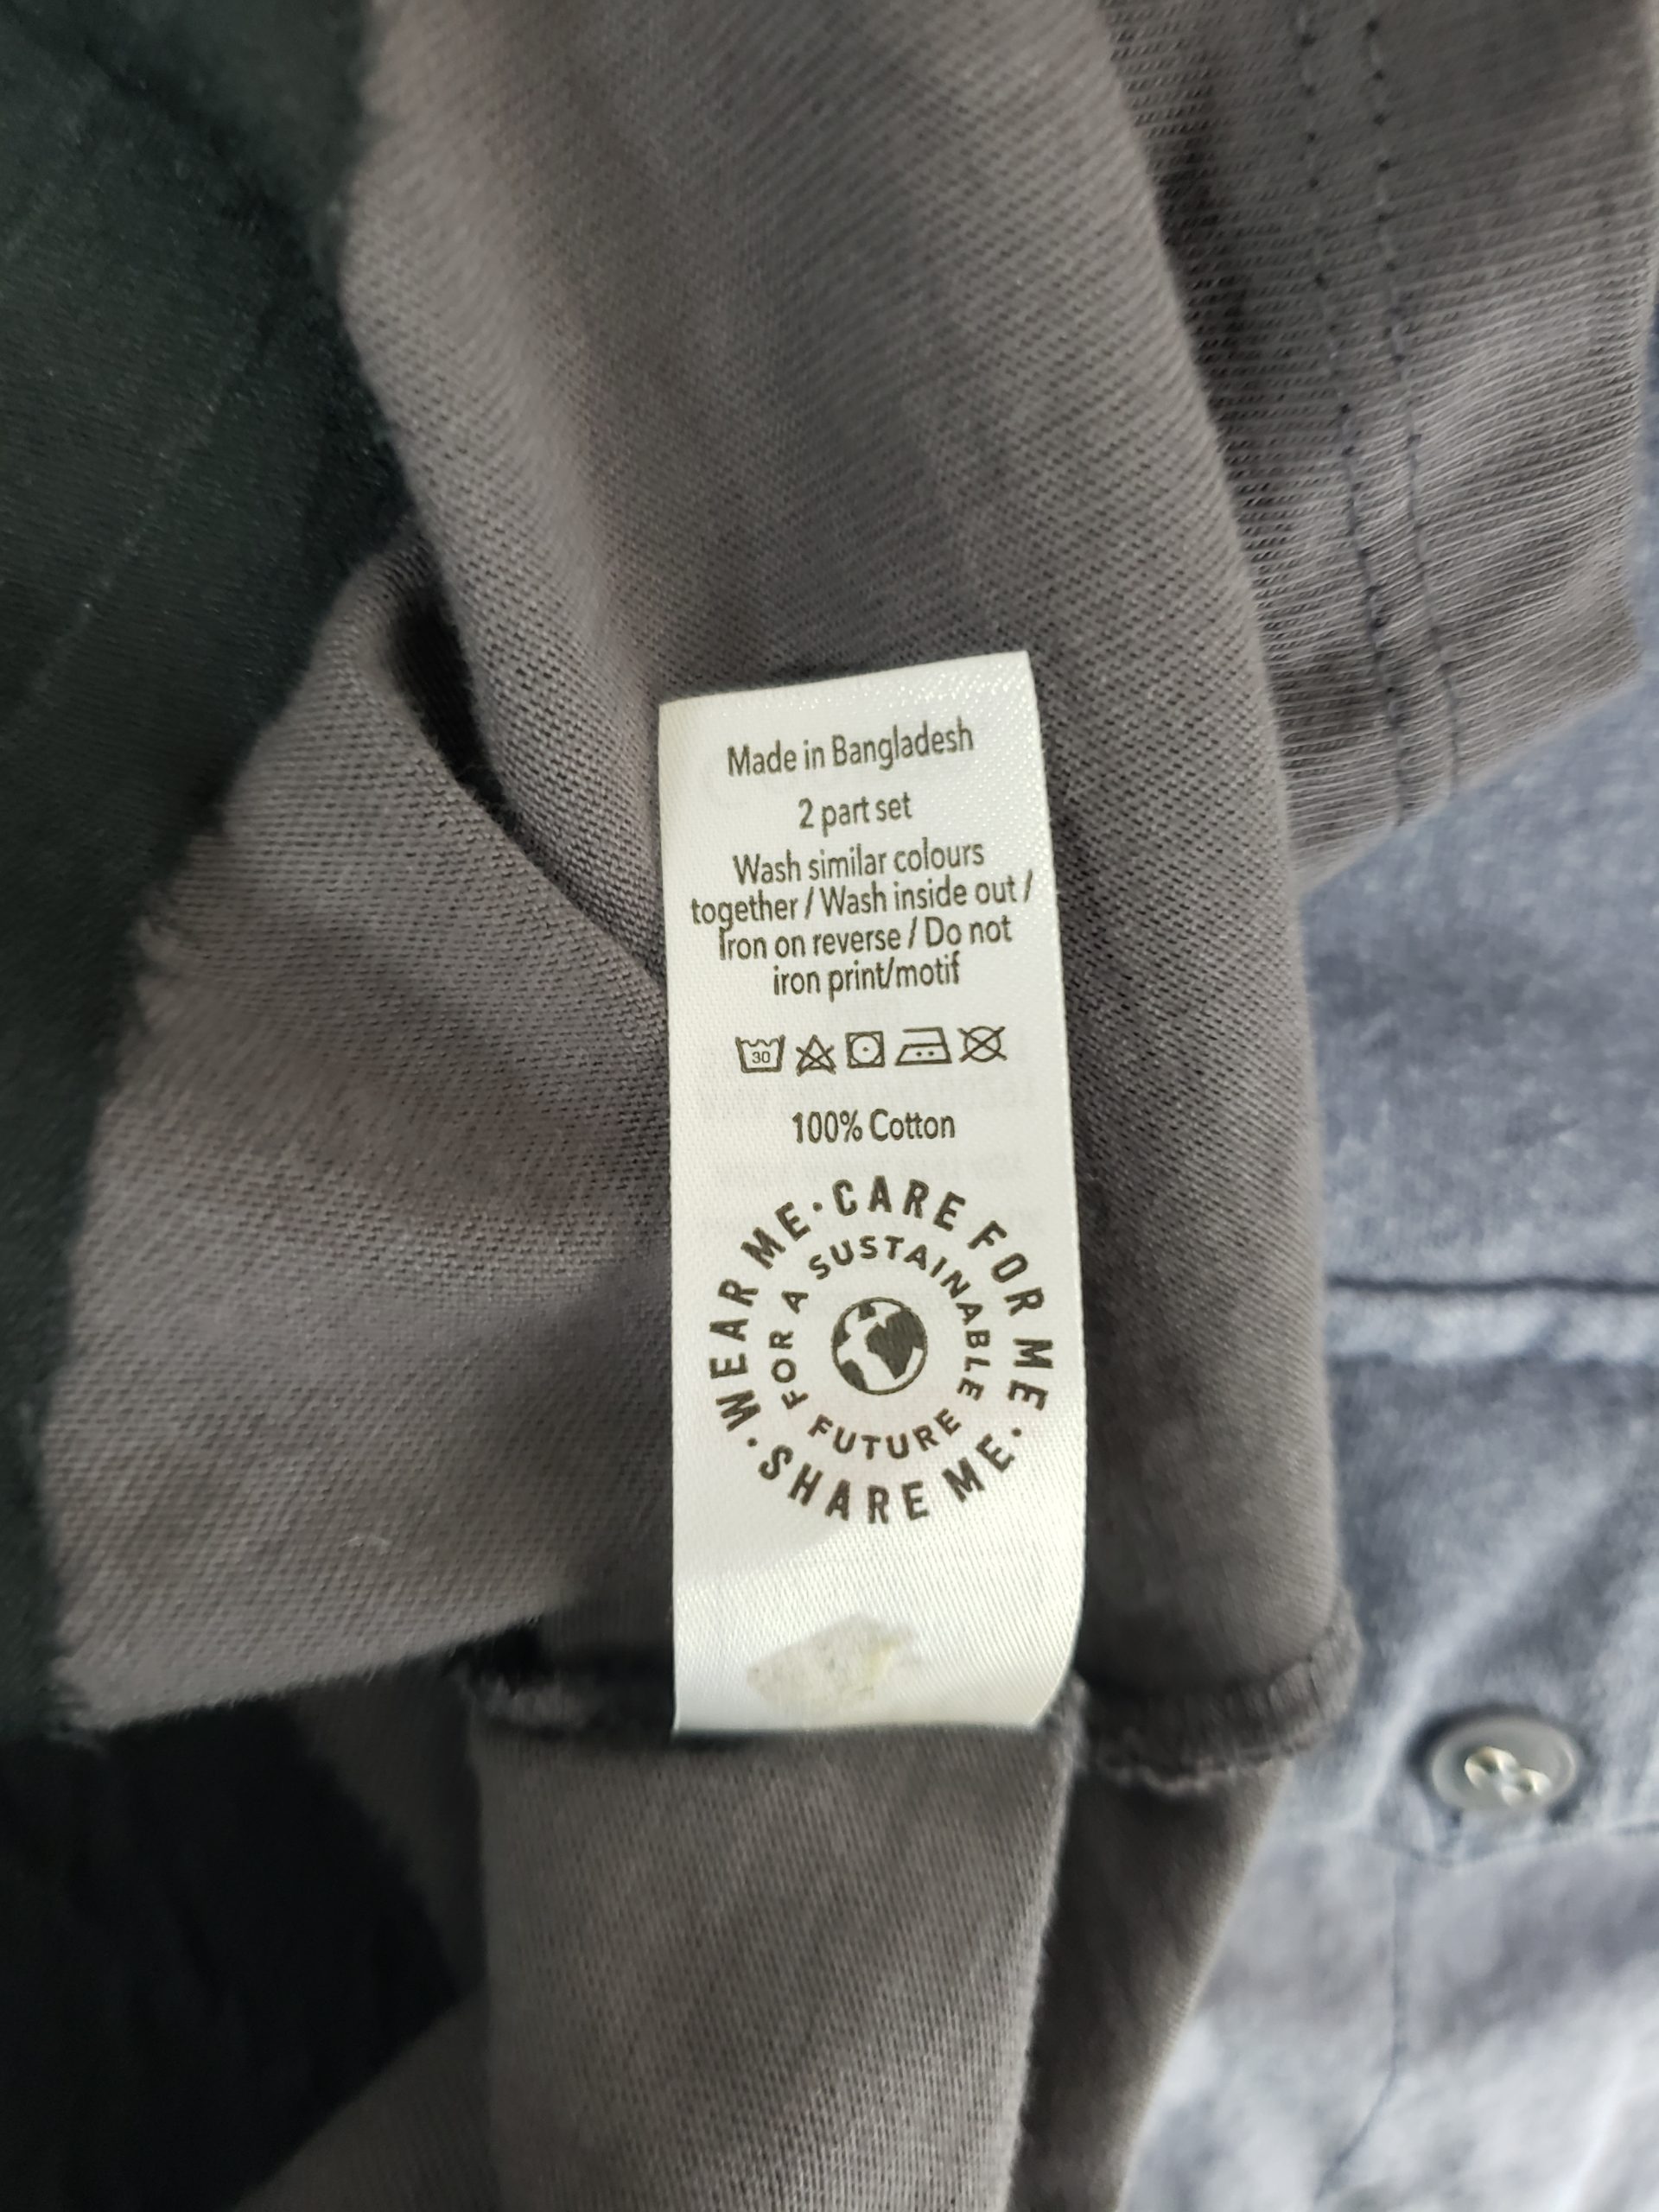 Made in Bangladesh
2 part set
Wash similar colours
together / Wash inside out /
Iron on reverse / Do not
iron print/motif
30
100% Cotton
WEAR ME · CARE FOR ME · SHARE ME ·
FOR A SUSTAINABLE FUTURE